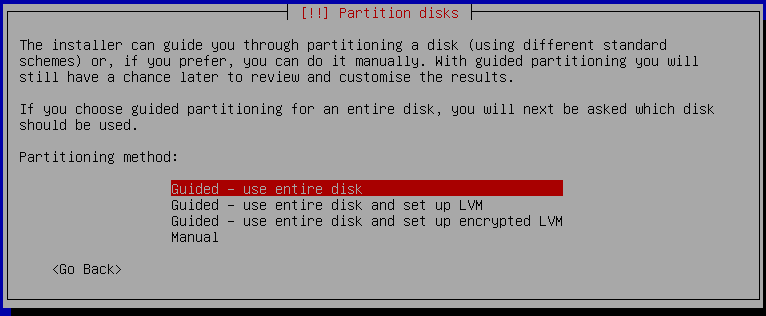 [!!] Partition disks
The installer can guide you through partitioning a disk (using different standard
schemes) or, if you prefer, you can do it manually. With guided partitioning you will
still have a chance later to review and customise the results.
If you choose guided partitioning for an entire disk, you will next be asked which disk
should be used.
Partitioning method:
Guided - use entire disk
Guided - use entire disk and set up LVM
Guided - use entire disk and set up encrypted LVM
Manual
<Go Back>